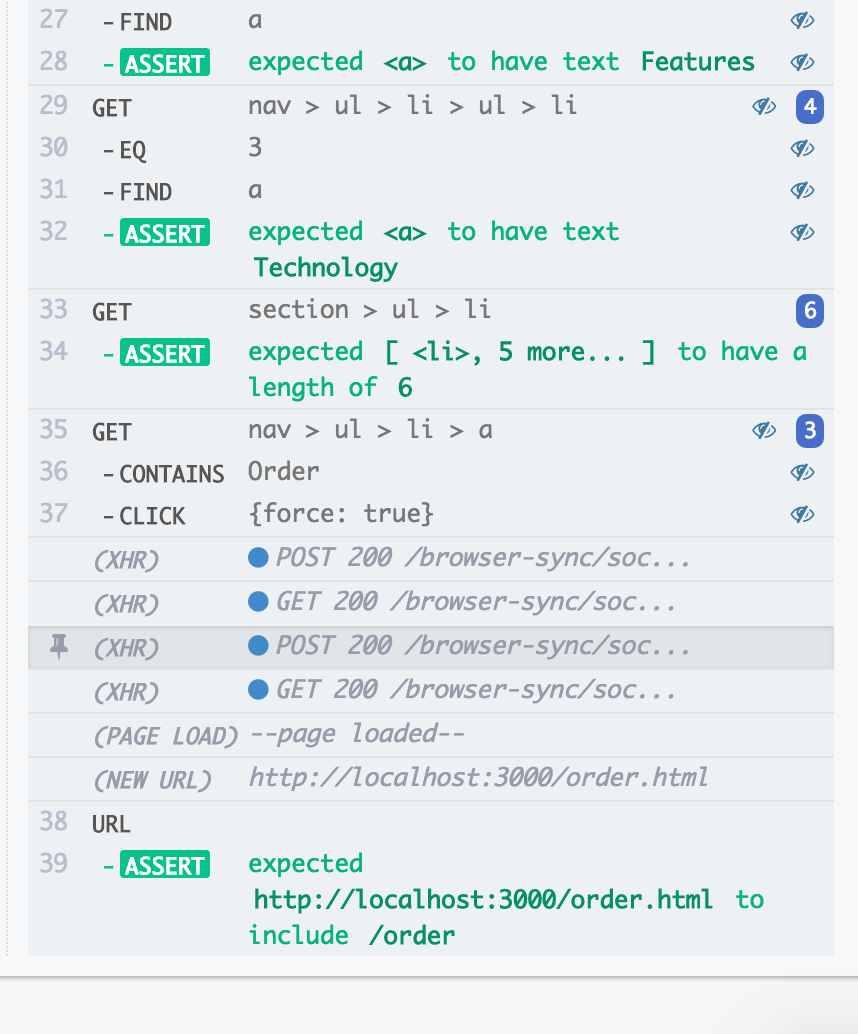 27 - FIND a
28 - ASSERT expected <a> to have text Features
29 GET nav > ul > li > ul > li 4
30 - EQ 3
31 - FIND a
32 - ASSERT expected <a> to have text
Technology
33 GET section > ul > li 6
34 - ASSERT expected [ <li>, 5 more... ] to have a
length of 6
35 GET nav > ul > li > a 3
36 - CONTAINS Order
37 - CLICK {force: true}
(XHR) POST 200 /browser-sync/soc...
(XHR) GET 200 /browser-sync/soc...
(XHR) POST 200 /browser-sync/soc...
(XHR) GET 200 /browser-sync/soc...
(PAGE LOAD) --page loaded--
(NEW URL) http://localhost:3000/order.html
38 URL
39 - ASSERT expected
http://localhost:3000/order.html to
include /order